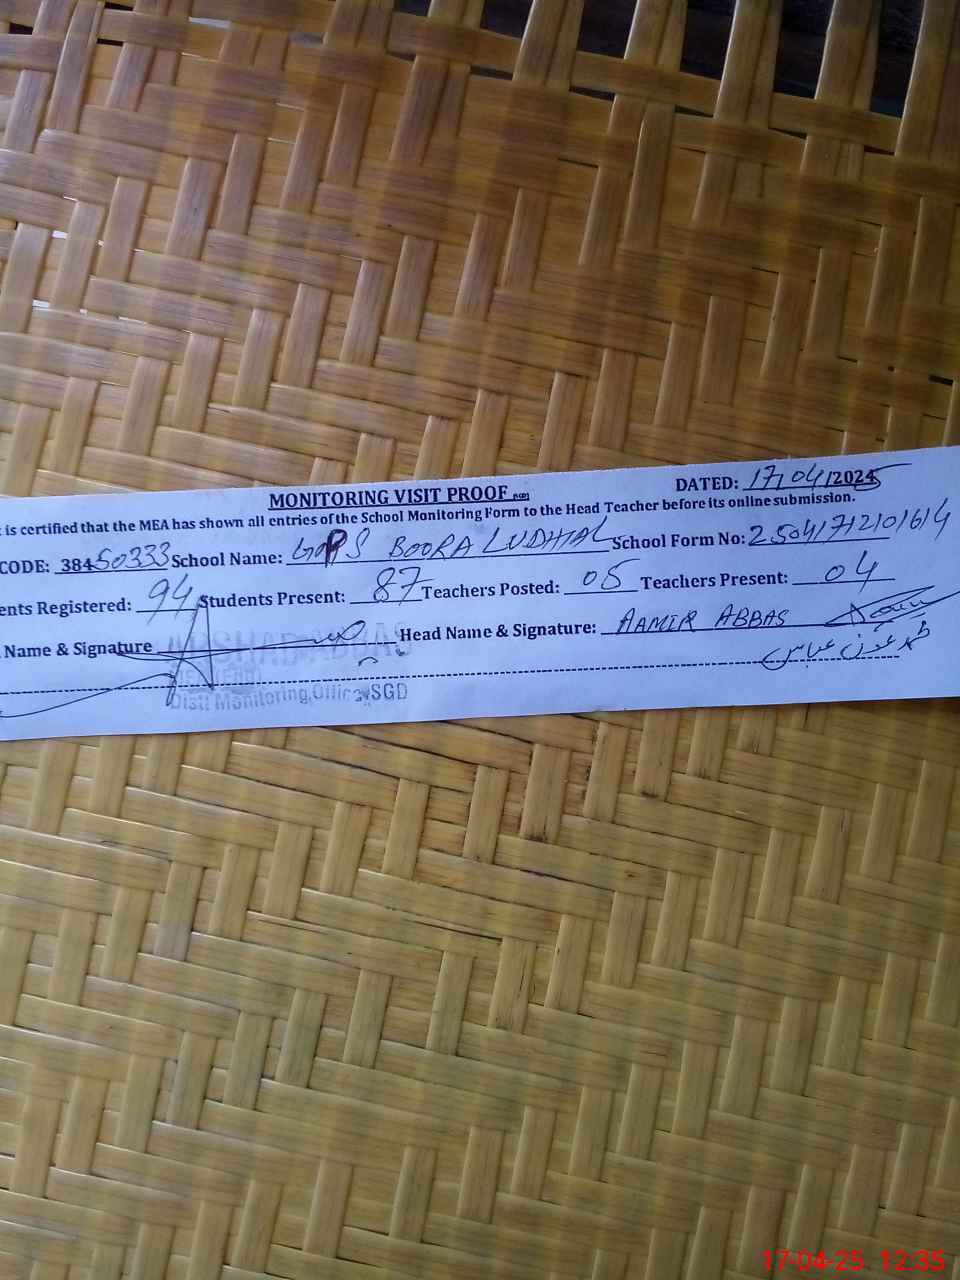 MONITORING VISIT PROOF
DATED: 17/04/2025
is certified that the MEA has shown all entries of the School Monitoring Form to the Head Teacher before its online submission.
CODE: 38450333 School Name: GPS BOORA LUDHIAL School Form No: 2504171210164
ents Registered: 94 Students Present: 87 Teachers Posted: 05 Teachers Present: 04
Name & Signature Head Name & Signature: AAMIR ABBAS
Distt Monitoring Officer SGD
17-04-25 12:35